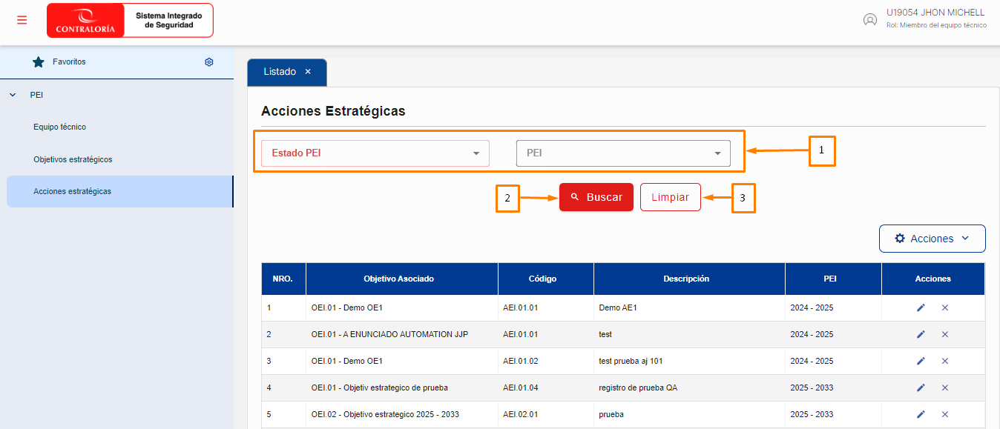 CONTRALORÍA
Sistema Integrado
de Seguridad
U19054 JHON MICHELL
Rol: Miembro del equipo técnico
Favoritos
PEI
Equipo técnico
Objetivos estratégicos
Acciones estratégicas
Listado ×
Acciones Estratégicas
Estado PEI
PEI
1
2
Buscar
Limpiar
3
Acciones
NRO. Objetivo Asociado Código Descripción PEI Acciones
1 OEI.01 - Demo OE1 AEI.01.01 Demo AE1 2024 - 2025
2 OEI.01 - A ENUNCIADO AUTOMATION JJP AEI.01.01 test 2024 - 2025
3 OEI.01 - Demo OE1 AEI.01.02 test prueba aj 101 2024 - 2025
4 OEI.01 - Objetiv estrategico de prueba AEI.01.04 registro de prueba QA 2025 - 2033
5 OEI.02 - Objetivo estrategico 2025 - 2033 AEI.02.01 prueba 2025 - 2033